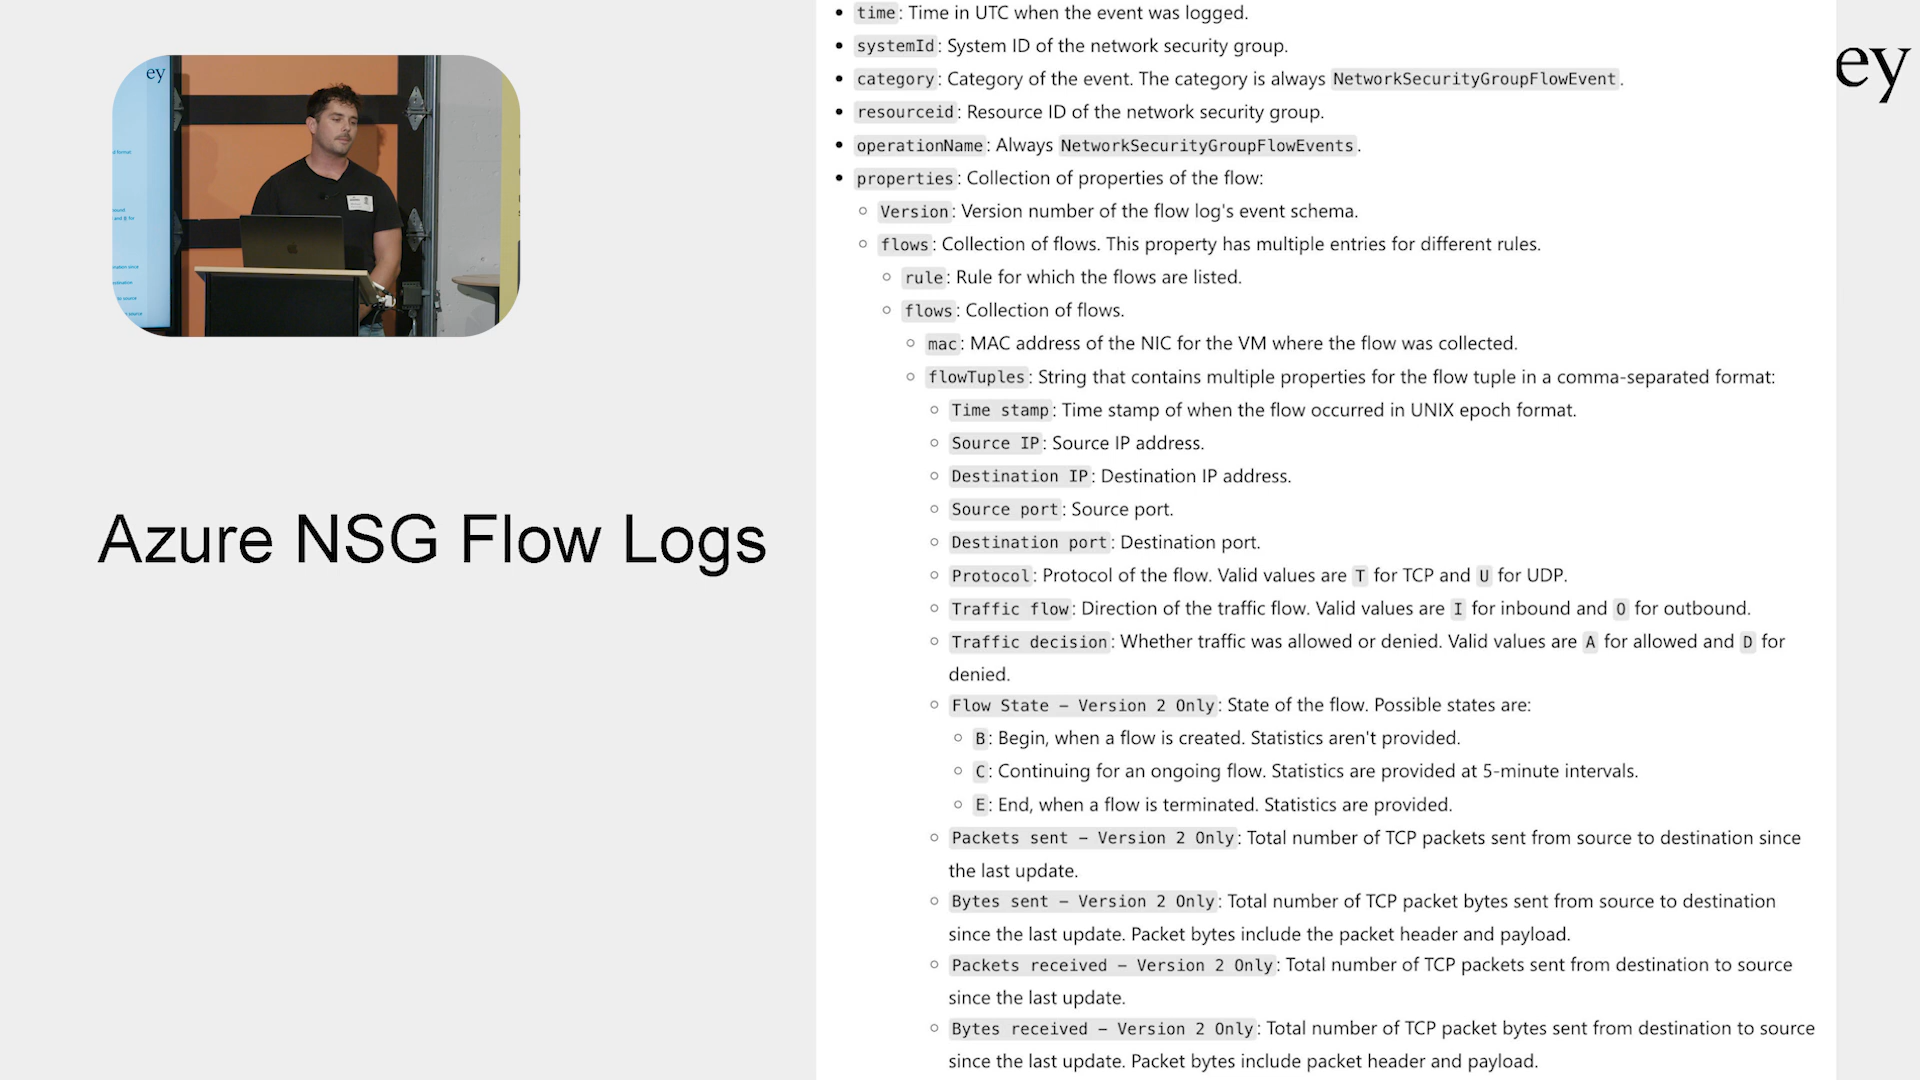 time: Time in UTC when the event was logged.
systemId: System ID of the network security group.
category: Category of the event. The category is always NetworkSecurityGroupFlowEvent.
resourceid: Resource ID of the network security group.
operationName: Always NetworkSecurityGroupFlowEvents.
properties: Collection of properties of the flow:
Version: Version number of the flow log's event schema.
flows: Collection of flows. This property has multiple entries for different rules.
rule: Rule for which the flows are listed.
flows: Collection of flows.
mac: MAC address of the NIC for the VM where the flow was collected.
flowTuples: String that contains multiple properties for the flow tuple in a comma-separated format:
Time stamp: Time stamp of when the flow occurred in UNIX epoch format.
Source IP: Source IP address.
Destination IP: Destination IP address.
Source port: Source port.
Destination port: Destination port.
Protocol: Protocol of the flow. Valid values are T for TCP and U for UDP.
Traffic flow: Direction of the traffic flow. Valid values are I for inbound and O for outbound.
Traffic decision: Whether traffic was allowed or denied. Valid values are A for allowed and D for
denied.
Flow State - Version 2 Only: State of the flow. Possible states are:
B: Begin, when a flow is created. Statistics aren't provided.
C: Continuing for an ongoing flow. Statistics are provided at 5-minute intervals.
E: End, when a flow is terminated. Statistics are provided.
Packets sent - Version 2 Only: Total number of TCP packets sent from source to destination since
the last update.
Bytes sent - Version 2 Only: Total number of TCP packet bytes sent from source to destination
since the last update. Packet bytes include the packet header and payload.
Packets received - Version 2 Only: Total number of TCP packets sent from destination to source
since the last update.
Bytes received - Version 2 Only: Total number of TCP packet bytes sent from destination to source
since the last update. Packet bytes include packet header and payload.
Azure NSG Flow Logs
ey
ey